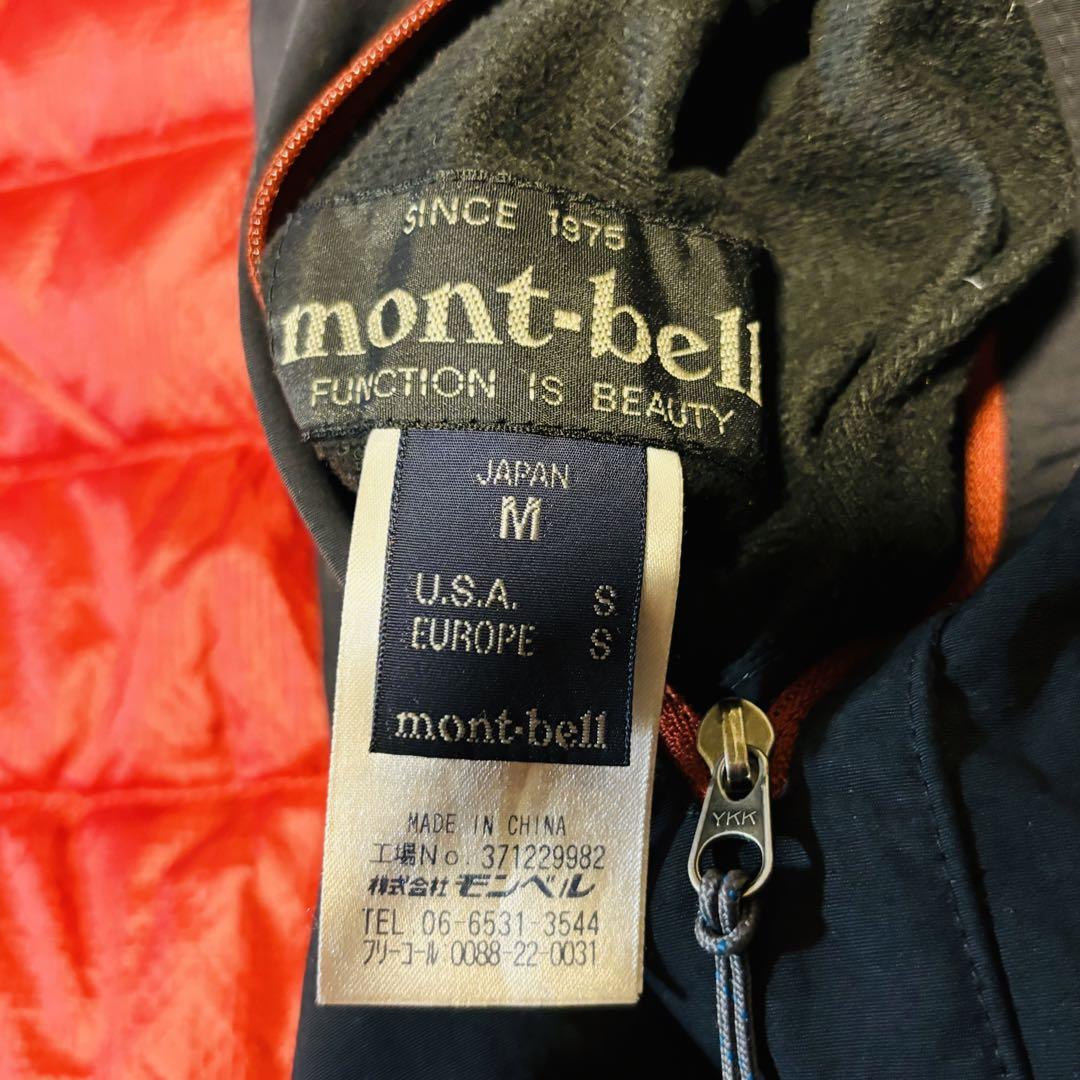 SINCE 1975
mont-bell
FUNCTION IS BEAUTY
JAPAN
M
U.S.A. S
EUROPE S
mont-bell
MADE IN CHINA
工場No. 371229982
株式会社 モンベル
TEL 06-6531-3544
フリーコール 0088-22-0031
YKK